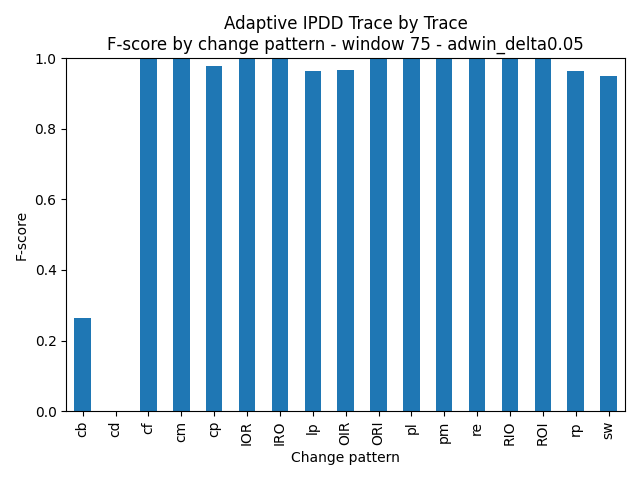 Adaptive IPDD Trace by Trace
F-score by change pattern - window 75 - adwin_delta0.05
1.0
0.8
0.6
0.4
0.2
0.0
F-score
cb
cd
cf
cm
cp
IOR
IRO
lp
OIR
ORI
pl
pm
re
RIO
ROI
rp
sw
Change pattern